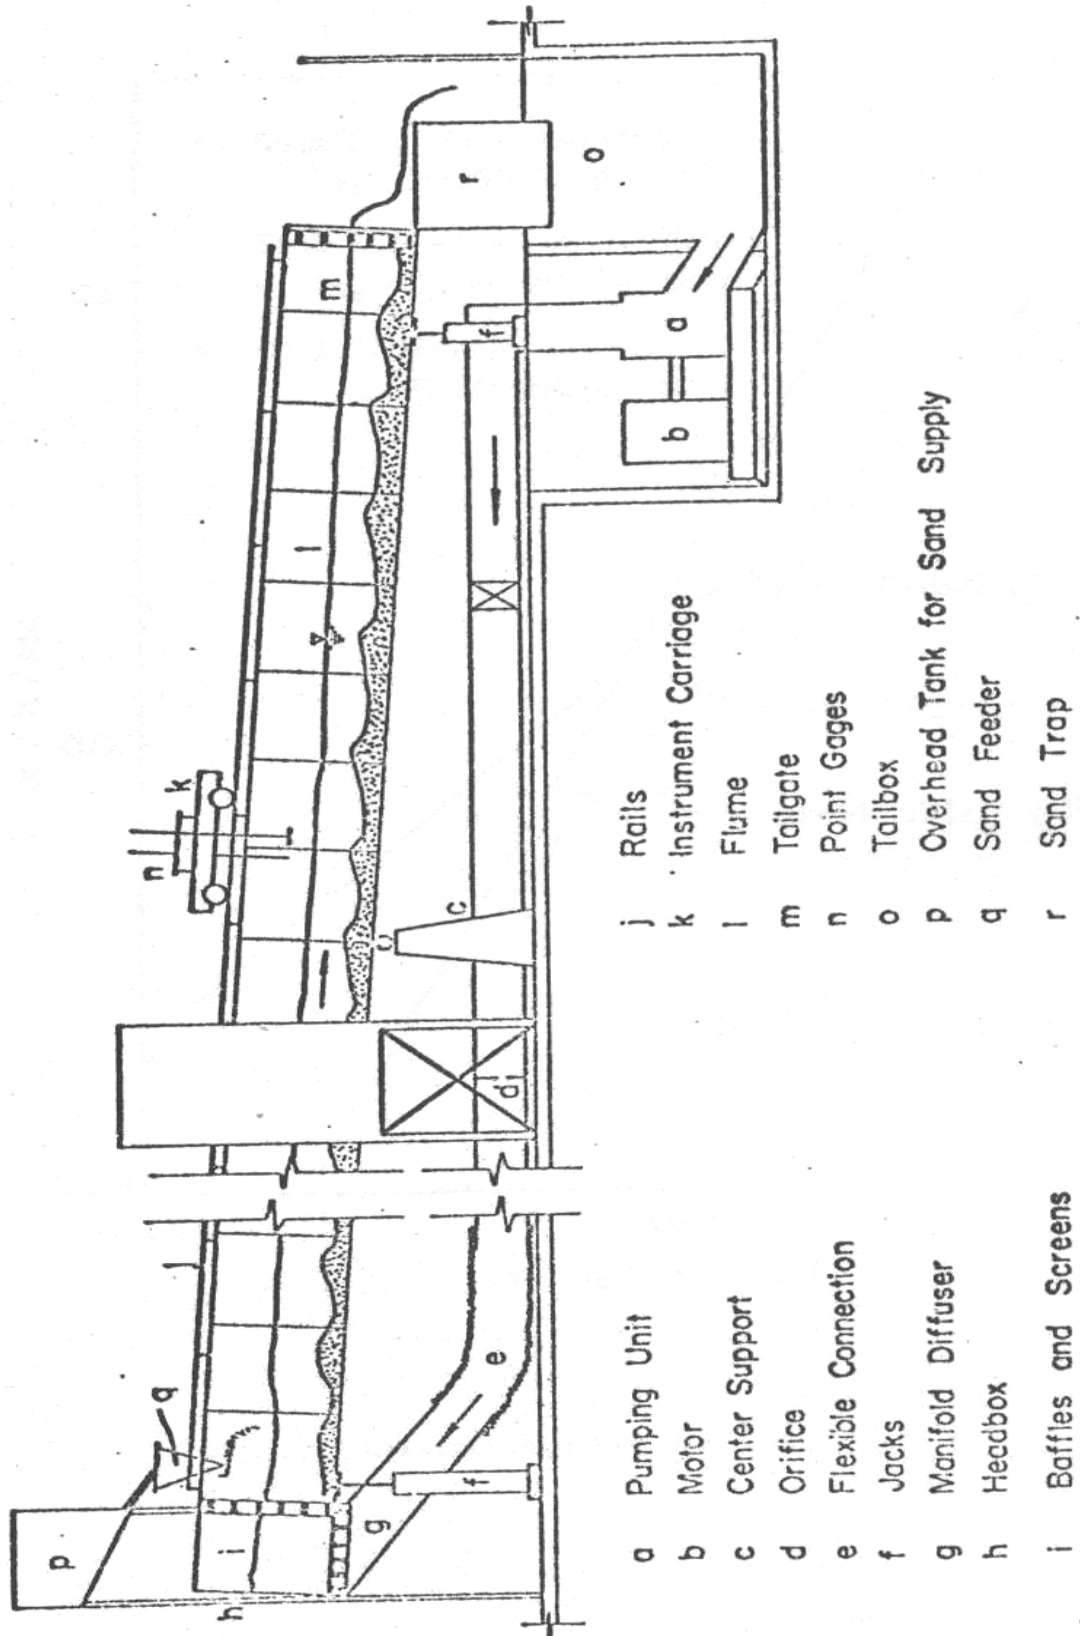 p
q
h
i
g
f
e
j
d
c
n
k
l
m
f
r
b
a
o
a Pumping Unit
b Motor
c Center Support
d Orifice
e Flexible Connection
f Jacks
g Manifold Diffuser
h Headbox
i Baffles and Screens
j Rails
k Instrument Carriage
l Flume
m Tailgate
n Point Gages
o Tailbox
p Overhead Tank for Sand Supply
q Sand Feeder
r Sand Trap